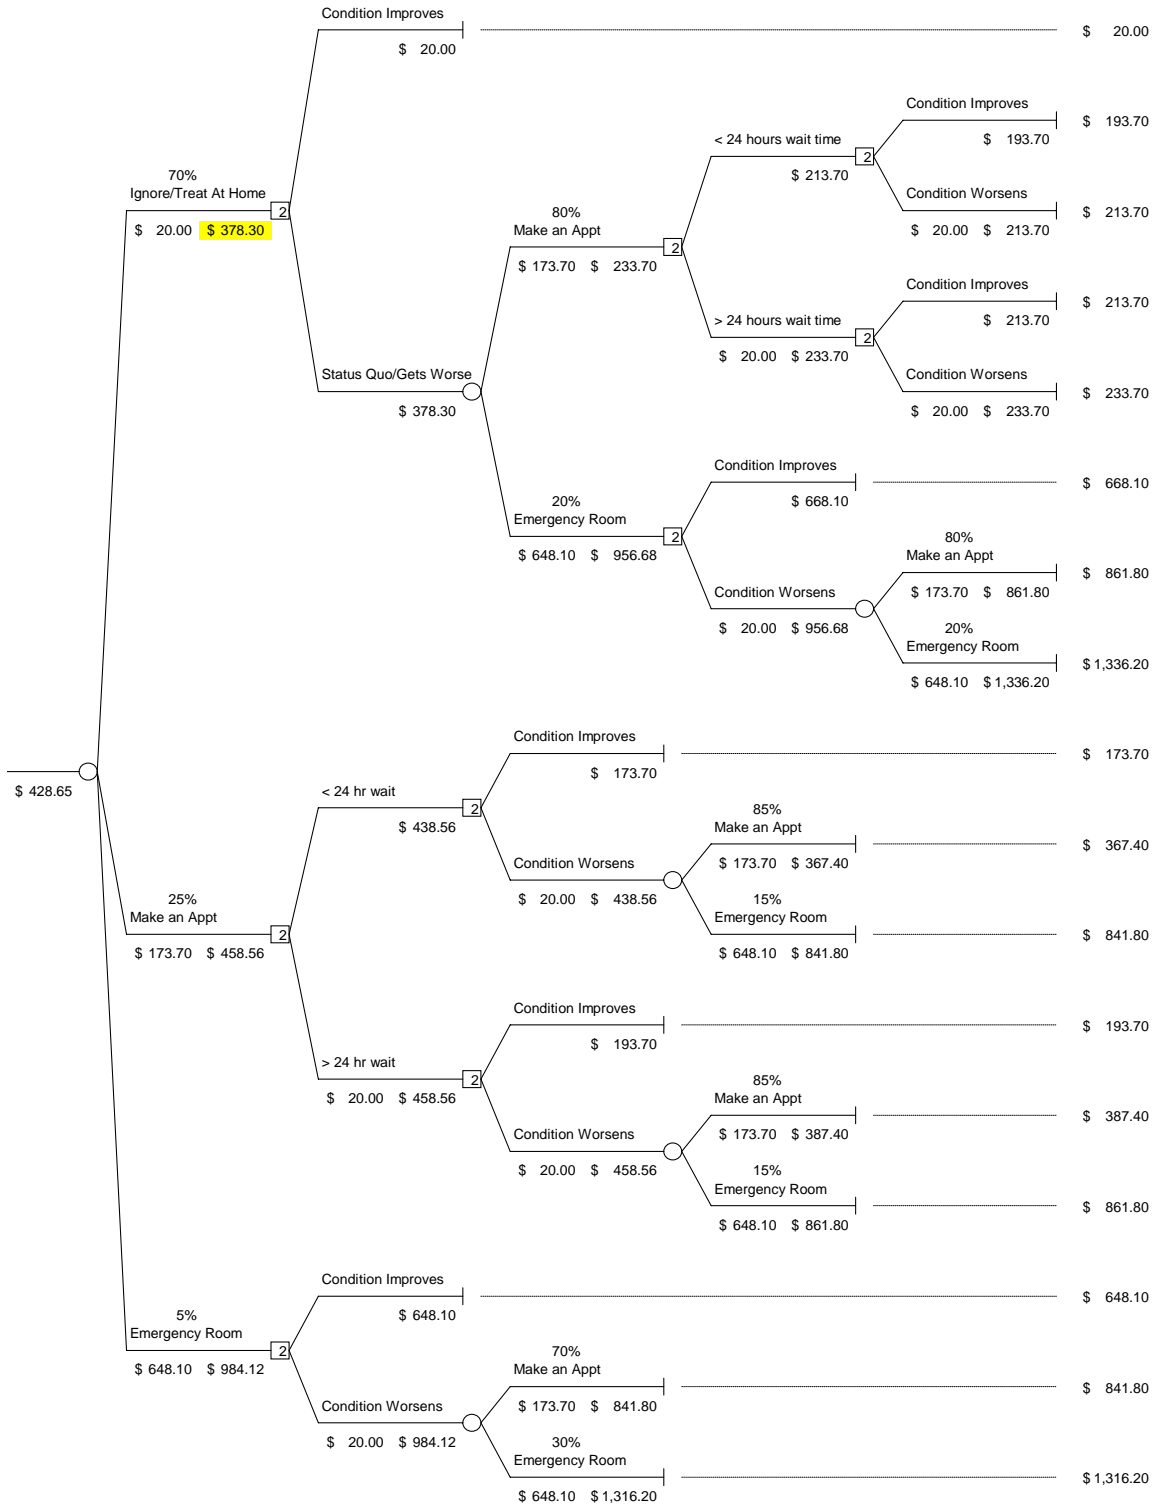 Condition Improves
$ 20.00
$ 20.00
Condition Improves
$ 193.70
$ 193.70
< 24 hours wait time
2
$ 213.70
70%
Ignore/Treat At Home
2
$ 20.00 $ 378.30
Condition Worsens
$ 213.70
$ 20.00 $ 213.70
80%
Make an Appt
2
$ 173.70 $ 233.70
Condition Improves
$ 213.70
$ 213.70
> 24 hours wait time
2
$ 20.00 $ 233.70
Status Quo/Gets Worse
$ 378.30
Condition Worsens
$ 233.70
$ 20.00 $ 233.70
Condition Improves
$ 668.10
$ 668.10
20%
Emergency Room
2
$ 648.10 $ 956.68
80%
Make an Appt
$ 861.80
$ 173.70 $ 861.80
Condition Worsens
$ 20.00 $ 956.68
20%
Emergency Room
$ 1,336.20
$ 648.10 $ 1,336.20
Condition Improves
$ 173.70
$ 173.70
$ 428.65
< 24 hr wait
2
$ 438.56
85%
Make an Appt
$ 367.40
$ 173.70 $ 367.40
Condition Worsens
$ 20.00 $ 438.56
15%
Emergency Room
$ 841.80
$ 648.10 $ 841.80
25%
Make an Appt
2
$ 173.70 $ 458.56
Condition Improves
$ 193.70
$ 193.70
> 24 hr wait
2
$ 20.00 $ 458.56
85%
Make an Appt
$ 387.40
$ 173.70 $ 387.40
Condition Worsens
$ 20.00 $ 458.56
15%
Emergency Room
$ 861.80
$ 648.10 $ 861.80
Condition Improves
$ 648.10
$ 648.10
5%
Emergency Room
2
$ 648.10 $ 984.12
70%
Make an Appt
$ 841.80
$ 173.70 $ 841.80
Condition Worsens
$ 20.00 $ 984.12
30%
Emergency Room
$ 1,316.20
$ 648.10 $ 1,316.20